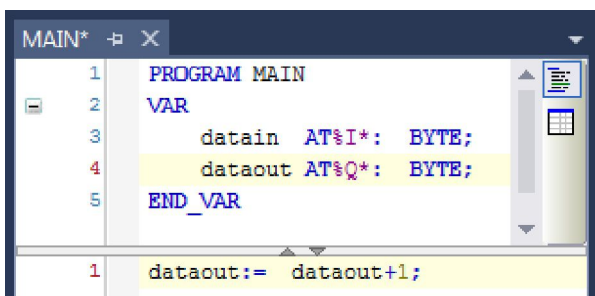 MAIN*
1 PROGRAM MAIN
2 VAR
3 datain AT%I*: BYTE;
4 dataout AT%Q*: BYTE;
5 END_VAR
1 dataout:= dataout+1;